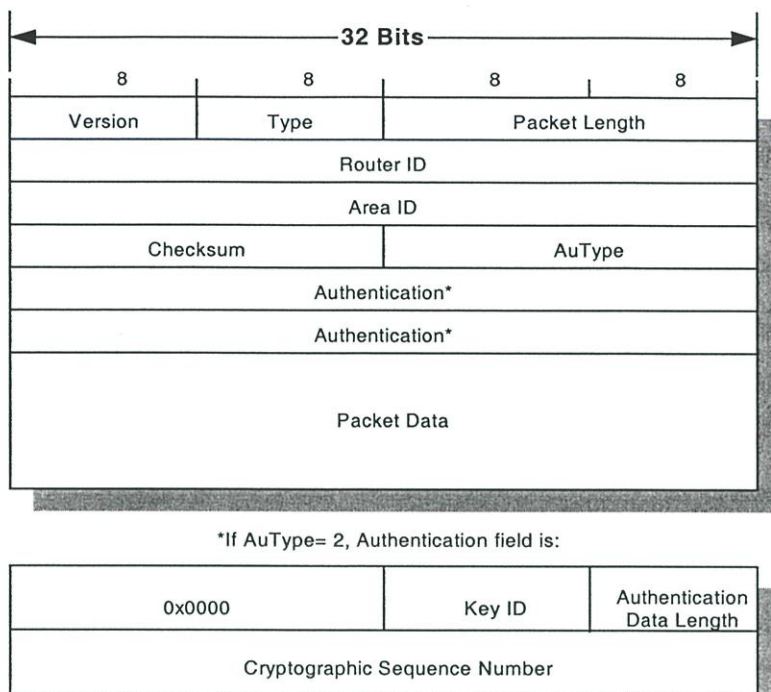 32 Bits
8 8 8 8
Version Type Packet Length
Router ID
Area ID
Checksum AuType
Authentication*
Authentication*
Packet Data
*If AuType= 2, Authentication field is:
0x0000 Key ID Authentication
Data Length
Cryptographic Sequence Number